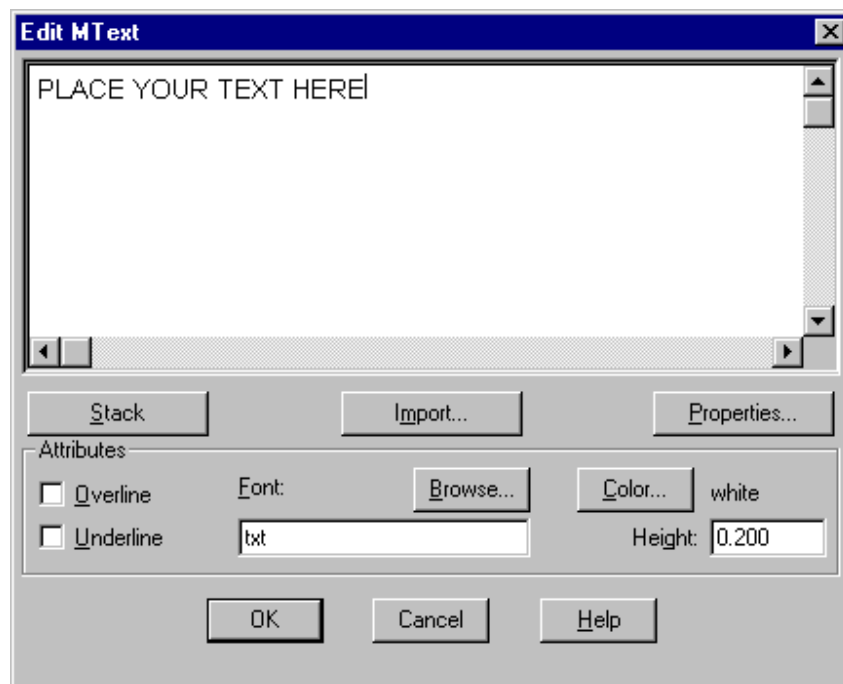 Edit MText
PLACE YOUR TEXT HERE
Stack Import... Properties...
Attributes
Overline Font: Browse... Color... white
Underline txt Height: 0.200
OK Cancel Help